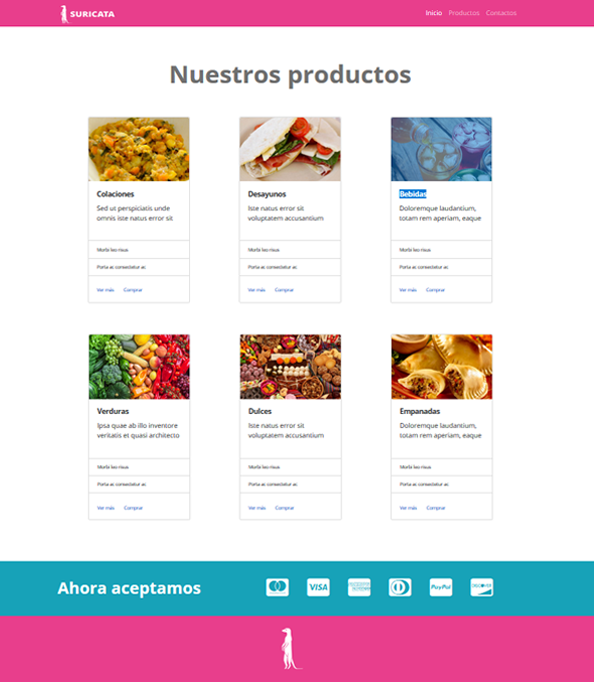 SURICATA
Inicio Productos Contactos
Nuestros productos
Colaciones
Sed ut perspiciatis unde
omnis iste natus error sit
Morbi leo risus
Porta ac consectetur ac
Ver más Comprar
Desayunos
Iste natus error sit
voluptatem accusantium
Morbi leo risus
Porta ac consectetur ac
Ver más Comprar
Bebidas
Doloremque laudantium,
totam rem aperiam, eaque
Morbi leo risus
Porta ac consectetur ac
Ver más Comprar
Verduras
Ipsa quae ab illo inventore
veritatis et quasi architecto
Morbi leo risus
Porta ac consectetur ac
Ver más Comprar
Dulces
Iste natus error sit
voluptatem accusantium
Morbi leo risus
Porta ac consectetur ac
Ver más Comprar
Empanadas
Doloremque laudantium,
totam rem aperiam, eaque
Morbi leo risus
Porta ac consectetur ac
Ver más Comprar
Ahora aceptamos
VISA
PayPal
DISCOVER